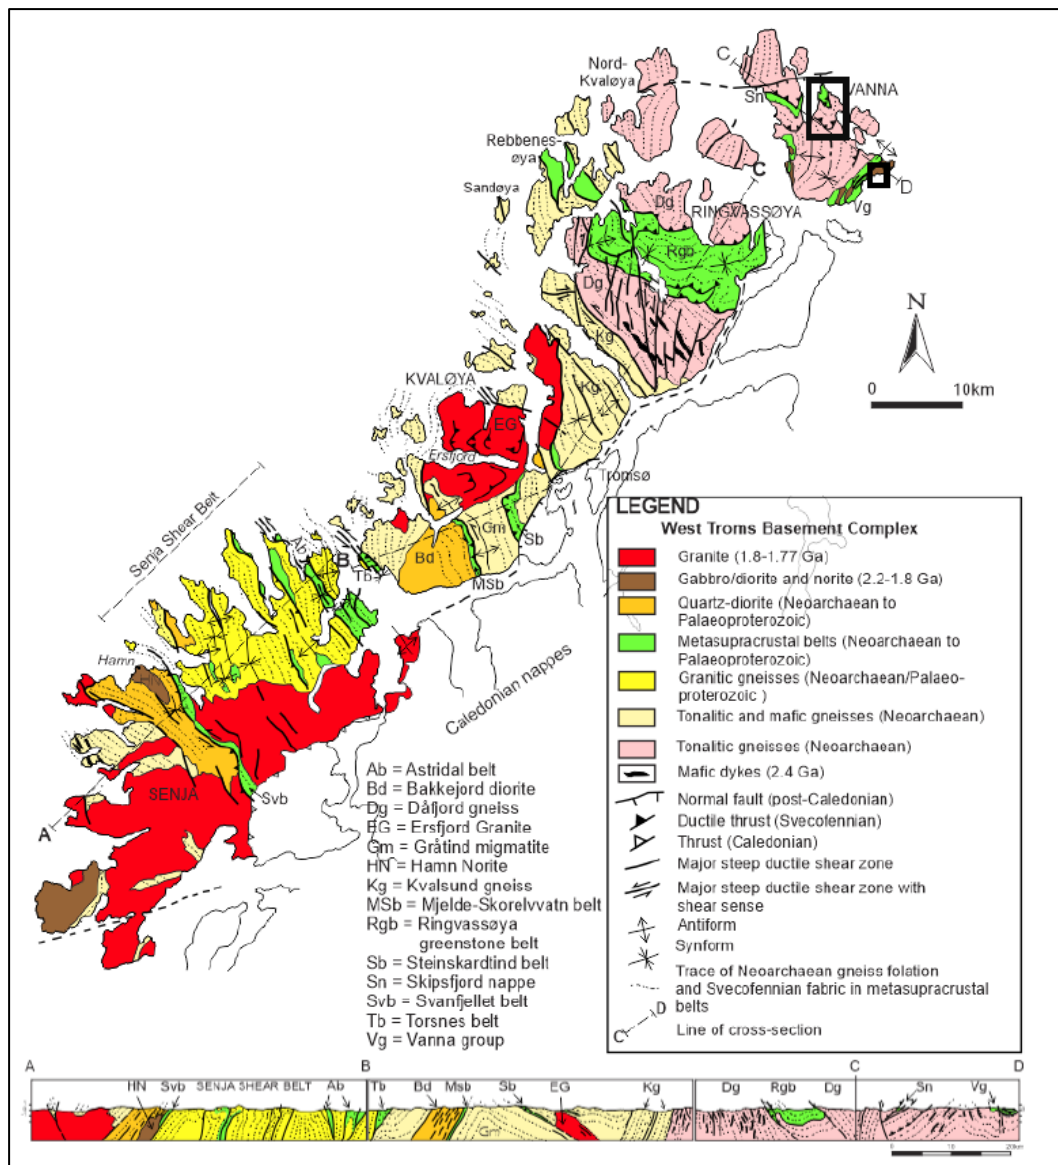 Nord-
Kvaløya
C
Sn
VANNA
Rebbenes-
øya
Sandøya
C
D
Vg
Dg
RINGVASSØYA
Rgb
Dg
N
Kg
0 10km
KVALØYA
Kg
EG
Ersfjord
Tromsø
Senja Shear Belt
Gm
Ab
B
Bd
Sb
Tb
MSb
Hamn
Caledonian nappes
SENJA
Svb
A
LEGEND
West Troms Basement Complex
Granite (1.8-1.77 Ga)
Gabbro/diorite and norite (2.2-1.8 Ga)
Quartz-diorite (Neoarchaean to
Palaeoproterozoic)
Metasupracrustal belts (Neoarchaean to
Palaeoproterozoic)
Granitic gneisses (Neoarchaean/Palaeo-
proterozoic )
Tonalitic and mafic gneisses (Neoarchaean)
Tonalitic gneisses (Neoarchaean)
Mafic dykes (2.4 Ga)
Normal fault (post-Caledonian)
Ductile thrust (Svecofennian)
Thrust (Caledonian)
Major steep ductile shear zone
Major steep ductile shear zone with
shear sense
Antiform
Synform
Trace of Neoarchaean gneiss folation
and Svecofennian fabric in metasupracrustal
belts
D
C
Line of cross-section
Ab = Astridal belt
Bd = Bakkejord diorite
Dg = Dåfjord gneiss
EG = Ersfjord Granite
Gm = Gråtind migmatite
HN = Hamn Norite
Kg = Kvalsund gneiss
MSb = Mjelde-Skorelvvatn belt
Rgb = Ringvassøya
greenstone belt
Sb = Steinskardtind belt
Sn = Skipsfjord nappe
Svb = Svanfjellet belt
Tb = Torsnes belt
Vg = Vanna group
A B C D
HN Svb SENJA SHEAR BELT Ab Tb Bd Msb Sb EG Kg Dg Rgb Dg Sn Vg
Gm
0 10 20km